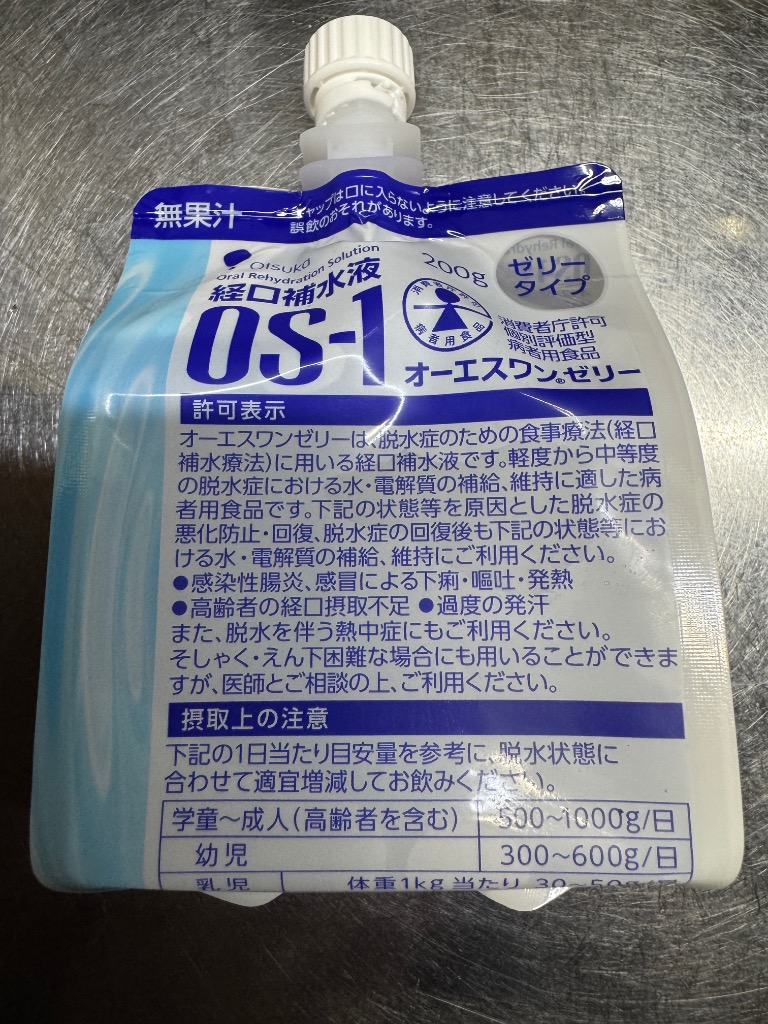 無果汁
キャップは口に入らないように注意してください。
誤飲のおそれがあります。
Otsuka
Oral Rehydration Solution
200g
ゼリー
タイプ
経口補水液
OS-1
消費者庁許可
病者用食品
消費者庁許可
個別評価型
病者用食品
オーエスワン®ゼリー
許可表示
オーエスワンゼリーは、脱水症のための食事療法(経口
補水療法)に用いる経口補水液です。軽度から中等度
の脱水症における水・電解質の補給、維持に適した病
者用食品です。下記の状態等を原因とした脱水症の
悪化防止・回復、脱水症の回復後も下記の状態等にお
ける水・電解質の補給、維持にご利用ください。
●感染性腸炎、感冒による下痢・嘔吐・発熱
●高齢者の経口摂取不足 ●過度の発汗
また、脱水を伴う熱中症にもご利用ください。
そしゃく・えん下困難な場合にも用いることができま
すが、医師とご相談の上、ご利用ください。
摂取上の注意
下記の1日当たり目安量を参考に、脱水状態に
合わせて適宜増減してお飲みください。
学童〜成人(高齢者を含む) 500〜1000g/日
幼児 300〜600g/日
乳児 体重1kg当たり 30〜50g/日